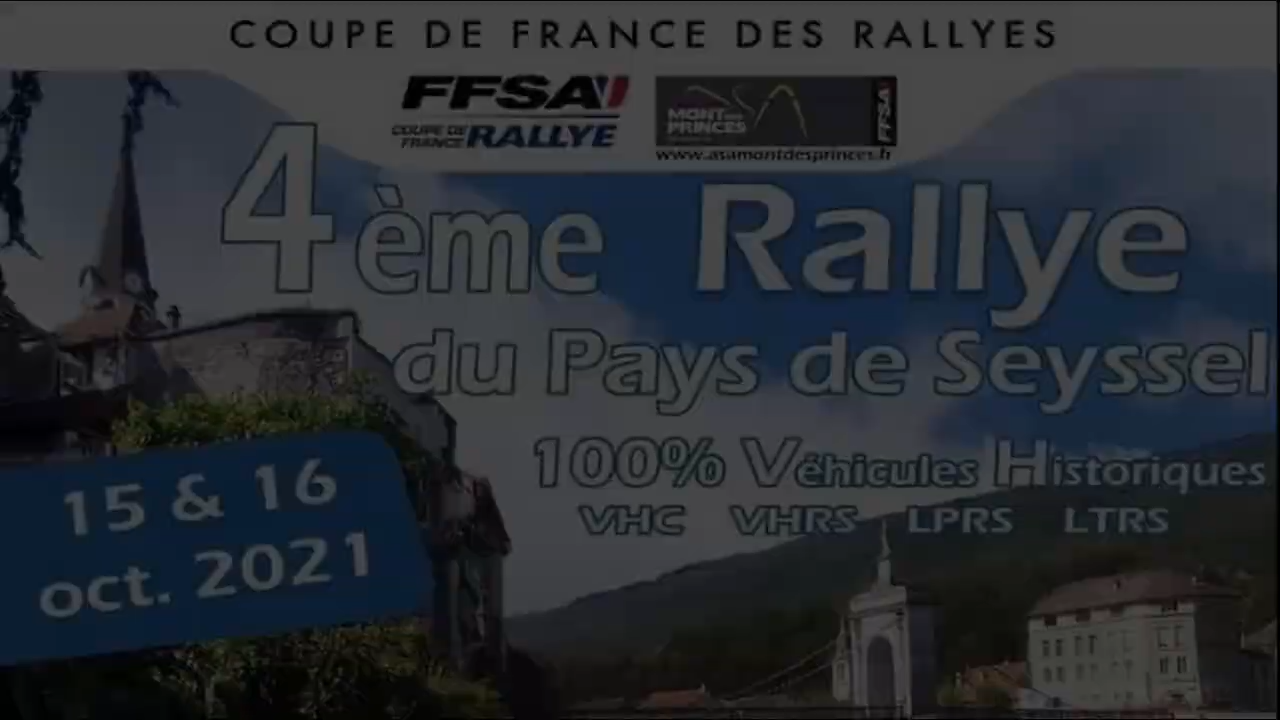 COUPE DE FRANCE DES RALLYES
FFSA
COUPE DE FRANCE RALLYE
MONT DES PRINCES
FFSA
www.asamontdesprinces.fr
4ème Rallye
du Pays de Seyssel
100% Véhicules Historiques
VHC VHRS LPRS LTRS
15 & 16
oct. 2021